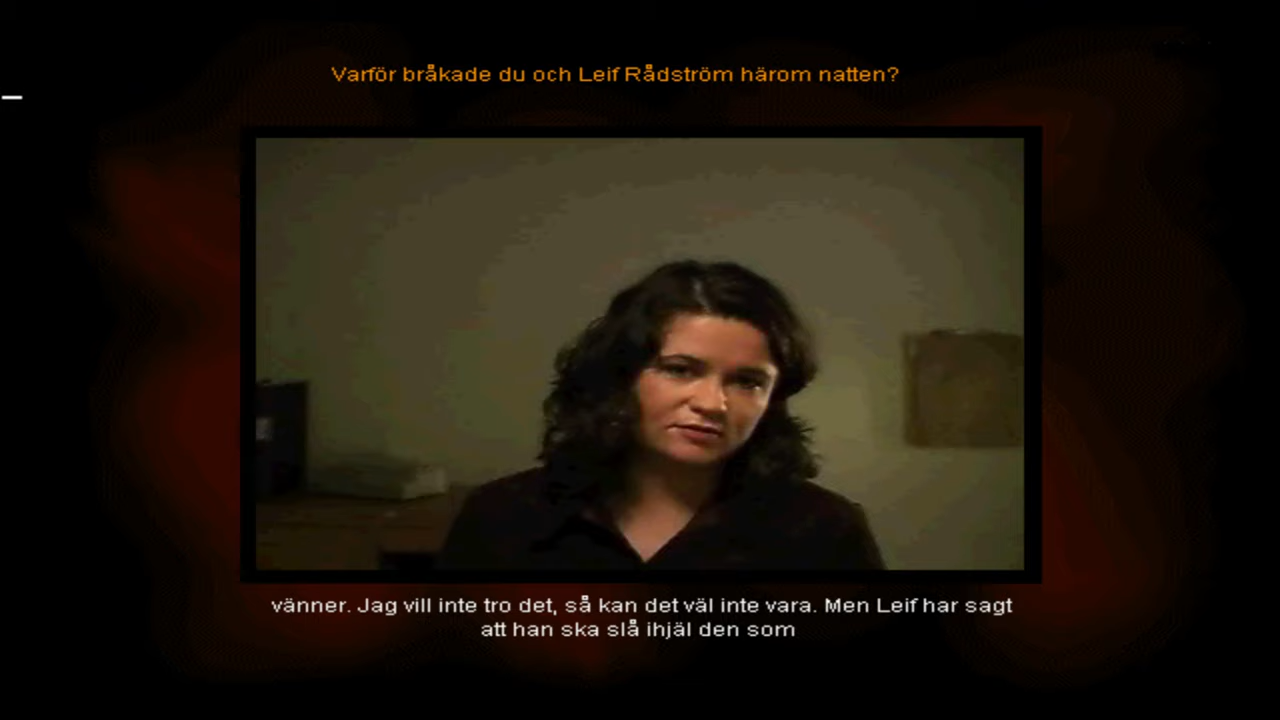 Varför bråkade du och Leif Rådström härom natten?
vänner. Jag vill inte tro det, så kan det väl inte vara. Men Leif har sagt
att han ska slå ihjäl den som